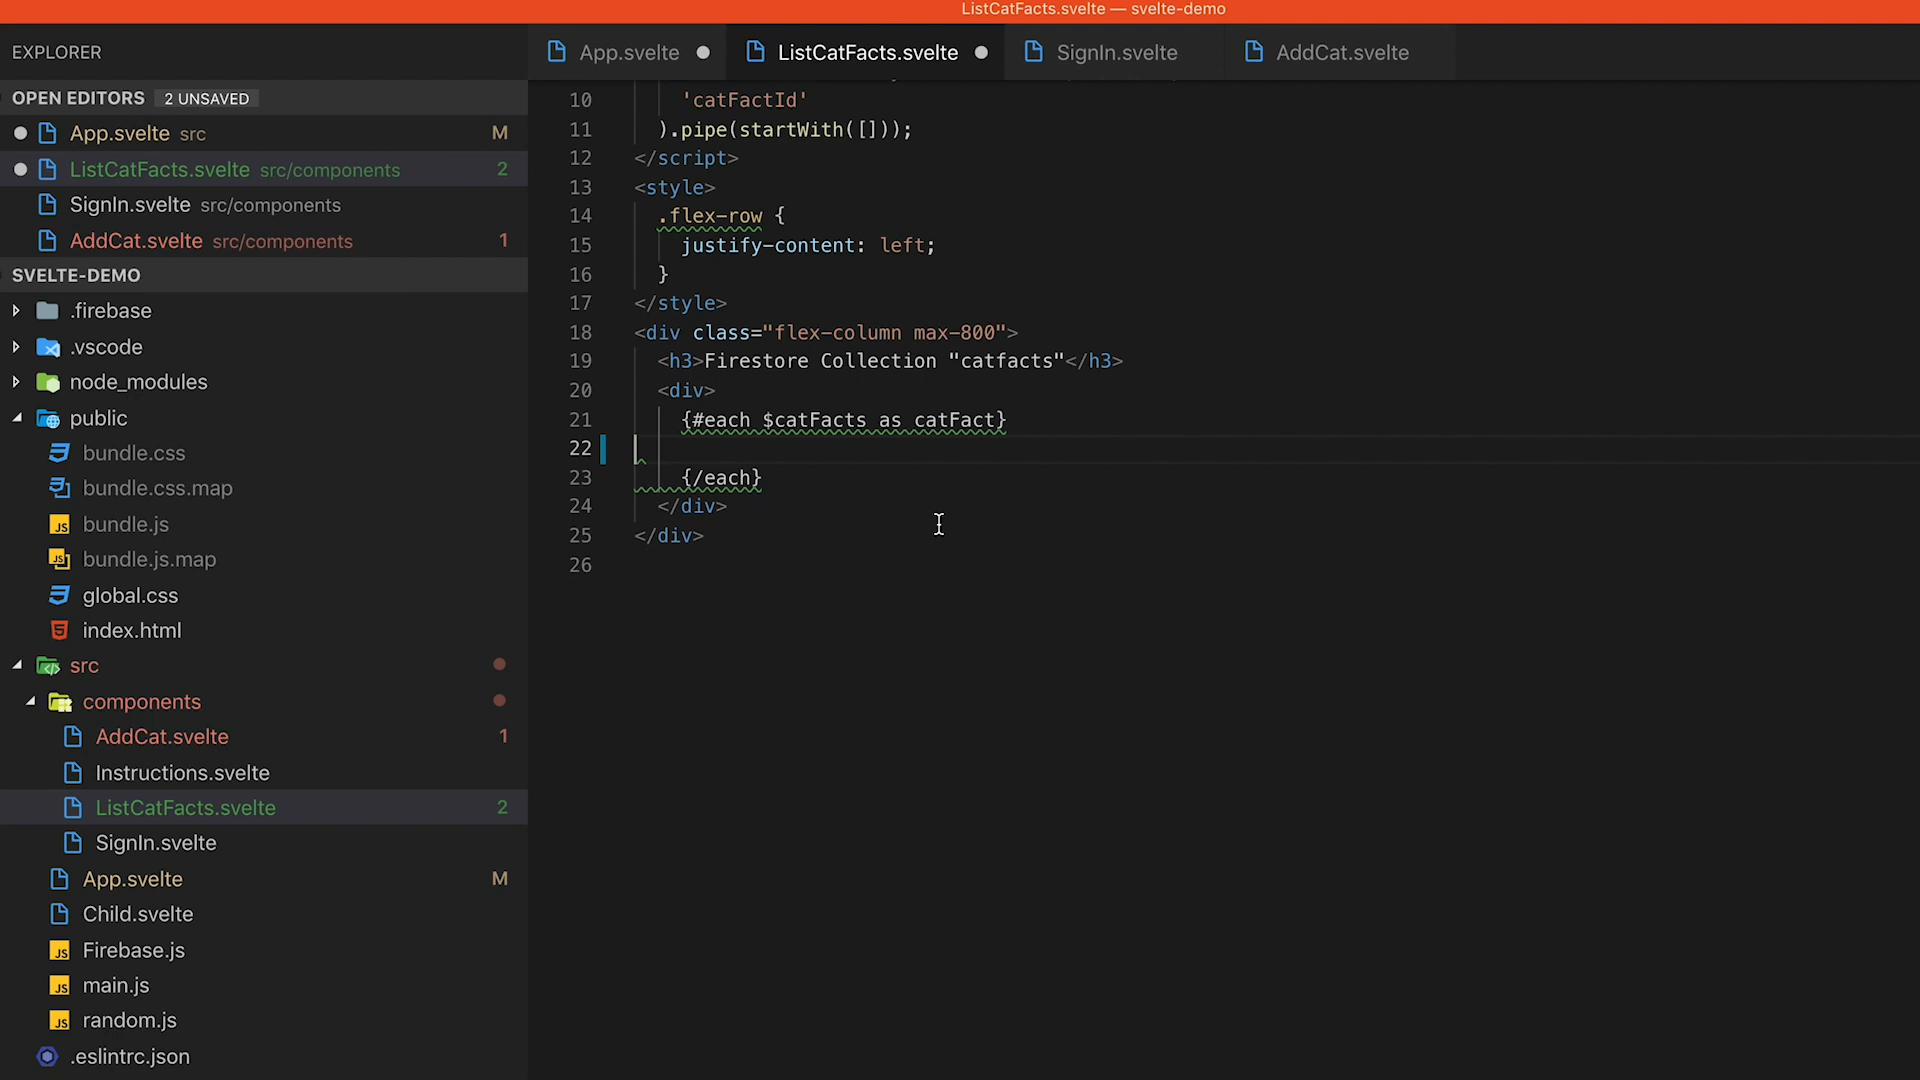 ListCatFacts.svelte — svelte-demo
EXPLORER
App.svelte
ListCatFacts.svelte
SignIn.svelte
AddCat.svelte
OPEN EDITORS 2 UNSAVED
App.svelte src M
ListCatFacts.svelte src/components 2
SignIn.svelte src/components
AddCat.svelte src/components 1
SVELTE-DEMO
.firebase
.vscode
node_modules
public
bundle.css
bundle.css.map
bundle.js
JS
bundle.js.map
JS
global.css
index.html
src
components
AddCat.svelte 1
Instructions.svelte
ListCatFacts.svelte 2
SignIn.svelte
App.svelte M
Child.svelte
JS Firebase.js
JS main.js
JS random.js
.eslintrc.json
10 'catFactId'
11 ).pipe(startWith([]));
12 </script>
13 <style>
14 .flex-row {
15 justify-content: left;
16 }
17 </style>
18 <div class="flex-column max-800">
19 <h3>Firestore Collection "catfacts"</h3>
20 <div>
21 {#each $catFacts as catFact}
22
23 {/each}
24 </div>
25 </div>
26